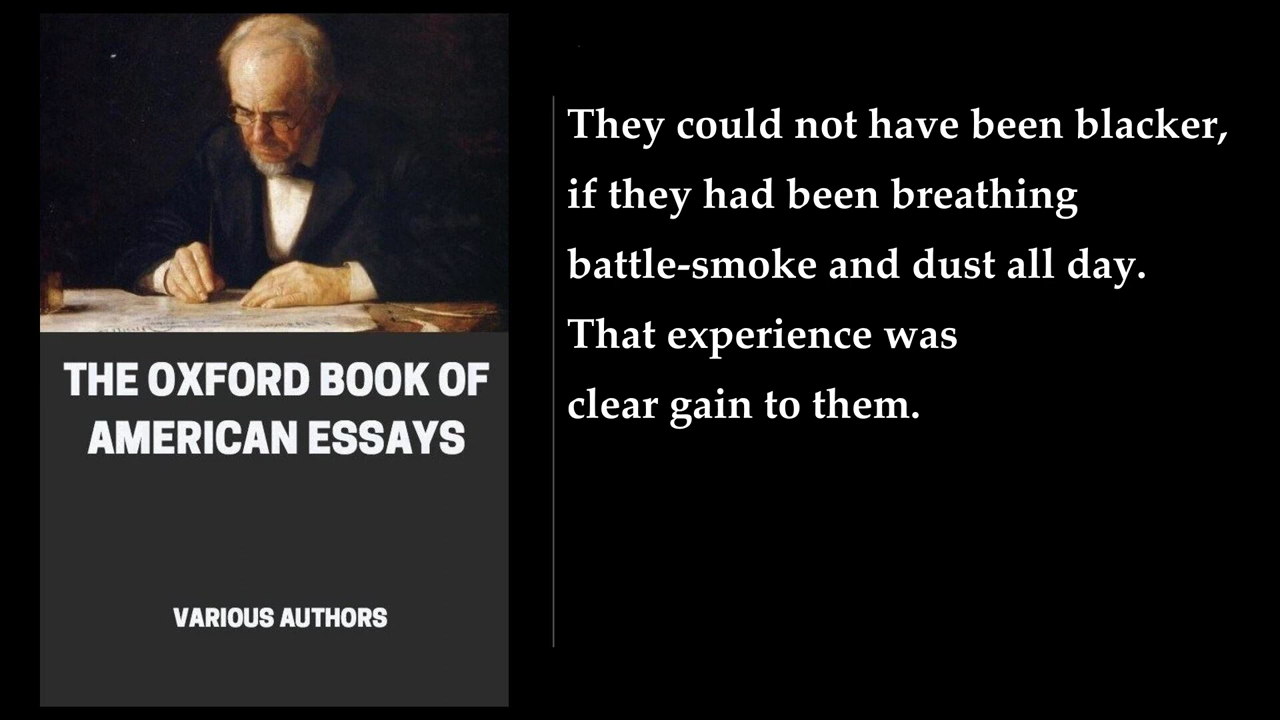 THE OXFORD BOOK OF
AMERICAN ESSAYS
VARIOUS AUTHORS
They could not have been blacker,
if they had been breathing
battle-smoke and dust all day.
That experience was
clear gain to them.